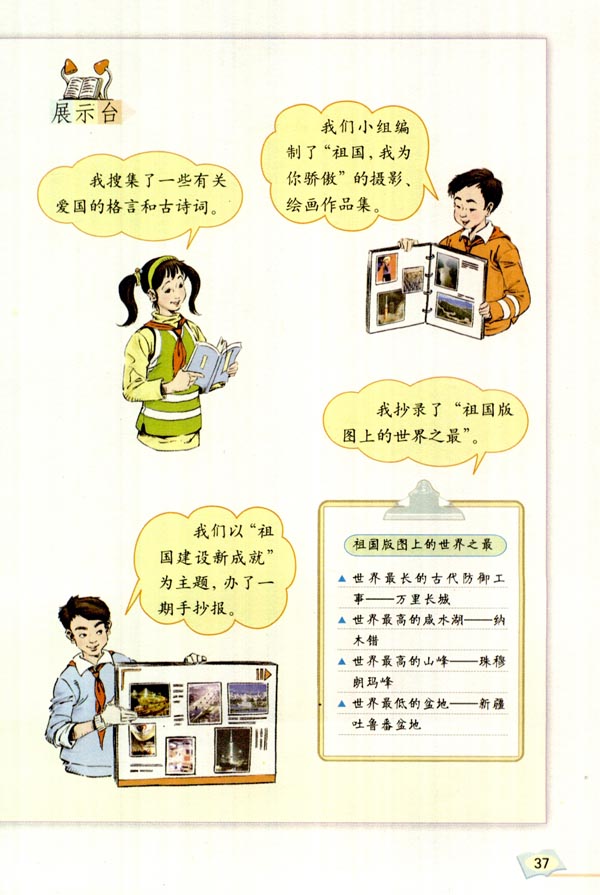 展示台
我们小组编
制了“祖国，我为
你骄傲”的摄影、
绘画作品集。
我搜集了一些有关
爱国的格言和古诗词。
我抄录了“祖国版
图上的世界之最”。
我们以“祖
国建设新成就”
为主题，办了一
期手抄报。
祖国版图上的世界之最
▲ 世界最长的古代防御工
事——万里长城
▲ 世界最高的咸水湖——纳
木错
▲ 世界最高的山峰——珠穆
朗玛峰
▲ 世界最低的盆地——新疆
吐鲁番盆地
37